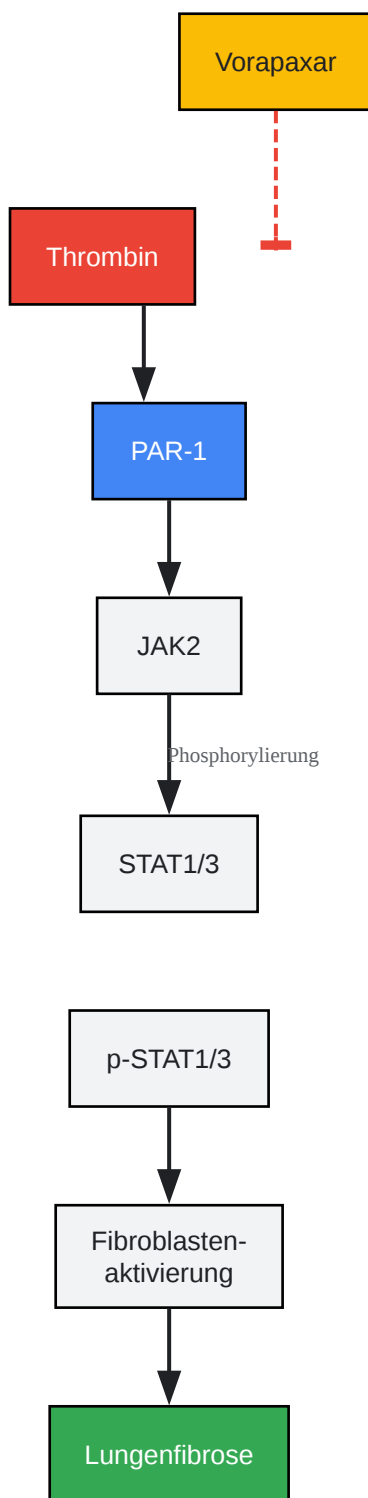 Vorapaxar
Thrombin
PAR-1
JAK2
Phosphorylierung
STAT1/3
p-STAT1/3
Fibroblasten-
aktivierung
Lungenfibrose